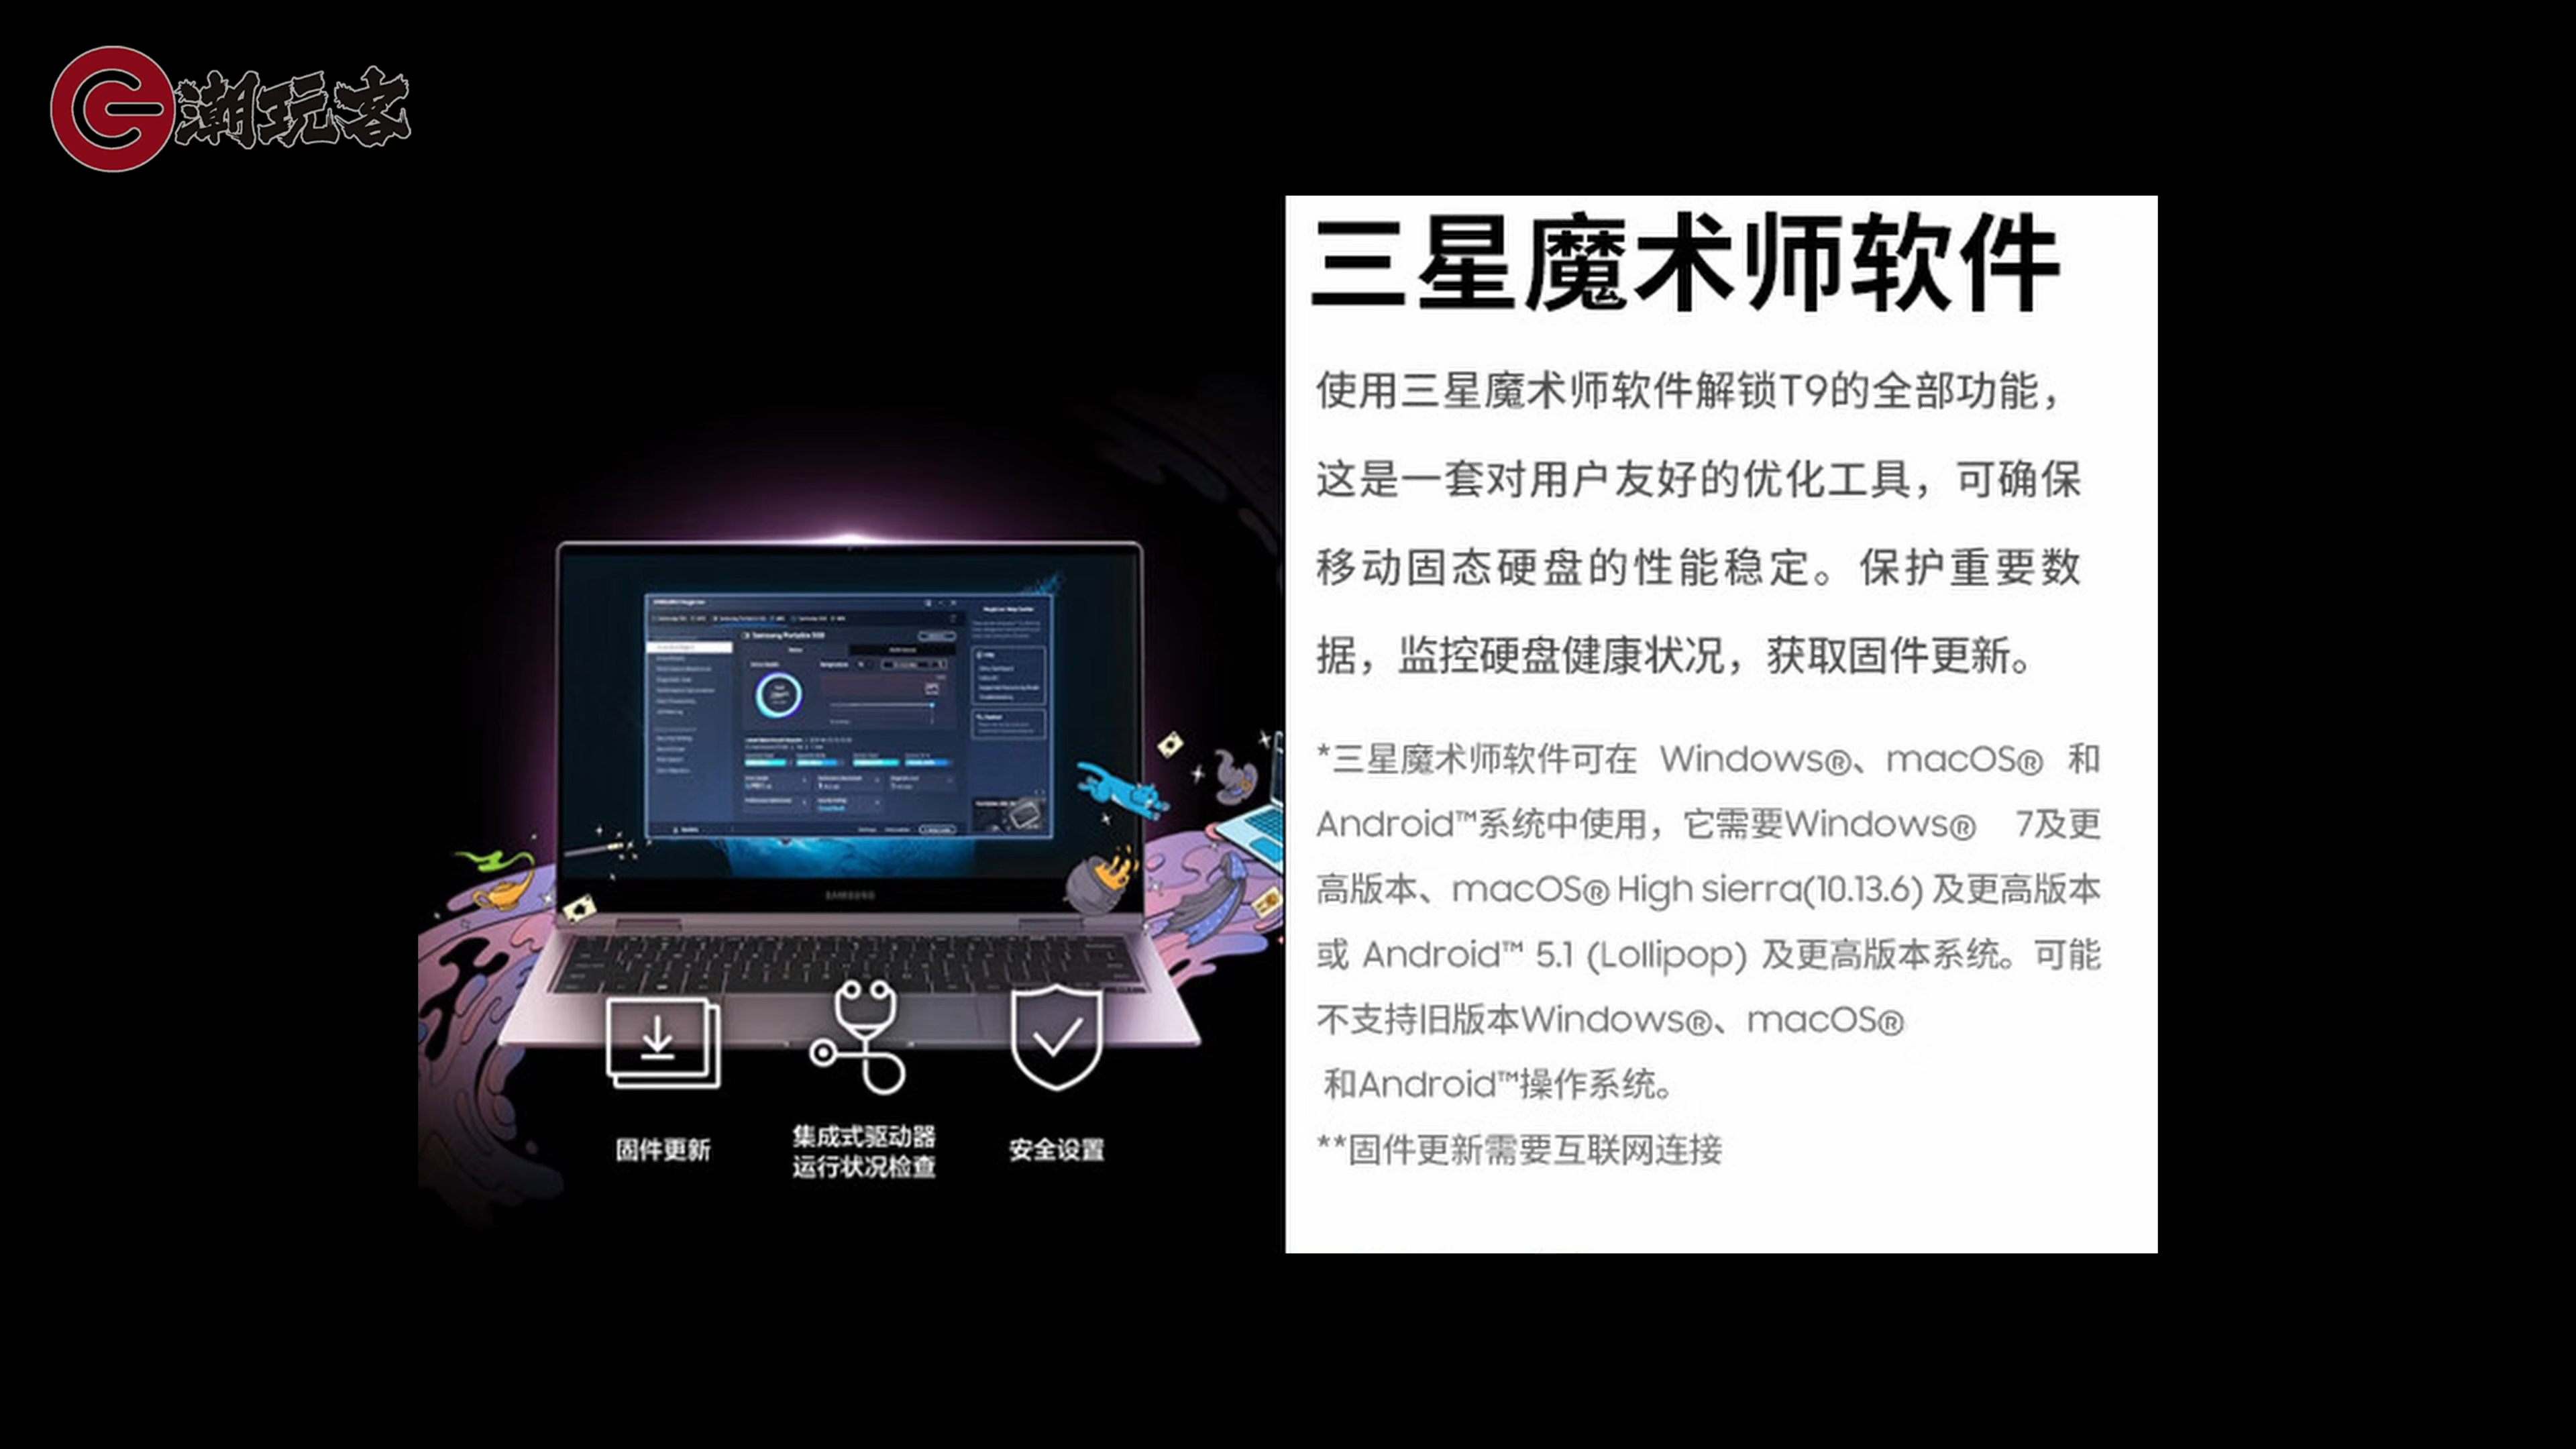 潮玩客
三星魔术师软件
使用三星魔术师软件解锁T9的全部功能，
这是一套对用户友好的优化工具，可确保
移动固态硬盘的性能稳定。保护重要数
据，监控硬盘健康状况，获取固件更新。
*三星魔术师软件可在 Windows®、macOS® 和
Android™系统中使用，它需要Windows® 7及更
高版本、macOS® High sierra(10.13.6) 及更高版本
或 Android™ 5.1 (Lollipop) 及更高版本系统。可能
不支持旧版本Windows®、macOS®
和Android™操作系统。
**固件更新需要互联网连接
Samsung Portable SSD
SAMSUNG
固件更新
集成式驱动器
运行状况检查
安全设置